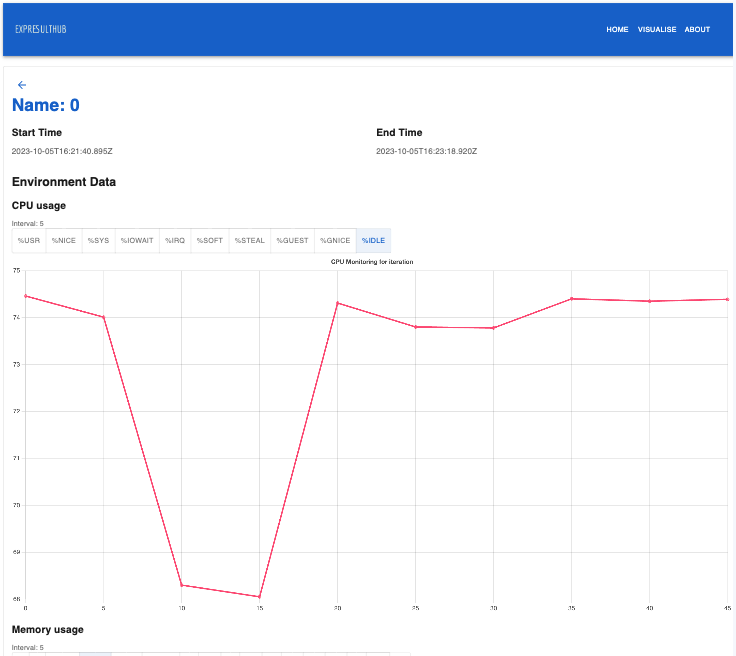 EXPRESULTHUB
HOME VISUALISE ABOUT
Name: 0
Start Time End Time
2023-10-05T16:21:40.895Z 2023-10-05T16:23:18.920Z
Environment Data
CPU usage
Interval: 5
%USR %NICE %SYS %IOWAIT %IRQ %SOFT %STEAL %GUEST %GNICE %IDLE
CPU Monitoring for itaration
75
74
73
72
71
70
69
68
0 5 10 15 20 25 30 35 40 45
Memory usage
Interval: 5